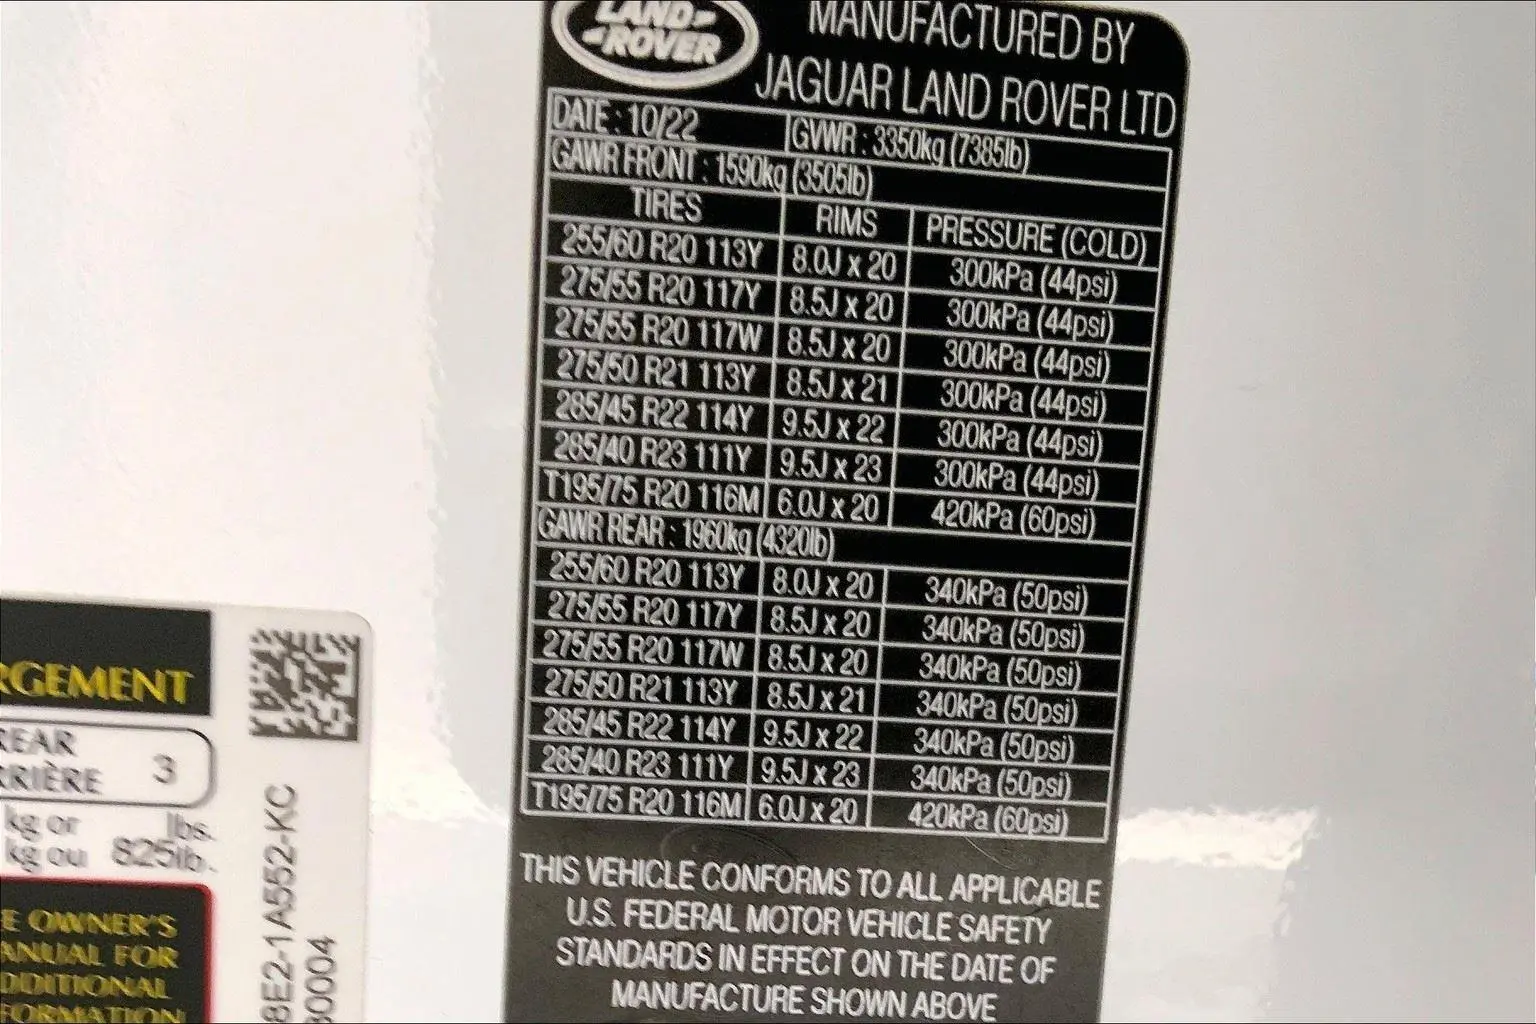 LAND-
-ROVER
MANUFACTURED BY
JAGUAR LAND ROVER LTD
DATE : 10/22 GVWR : 3350kg (7385lb)
GAWR FRONT : 1590kg (3505lb)
TIRES RIMS PRESSURE (COLD)
255/60 R20 113Y 8.0J x 20 300kPa (44psi)
275/55 R20 117Y 8.5J x 20 300kPa (44psi)
275/55 R20 117W 8.5J x 20 300kPa (44psi)
275/50 R21 113Y 8.5J x 21 300kPa (44psi)
285/45 R22 114Y 9.5J x 22 300kPa (44psi)
285/40 R23 111Y 9.5J x 23 300kPa (44psi)
T195/75 R20 116M 6.0J x 20 420kPa (60psi)
GAWR REAR : 1960kg (4320lb)
255/60 R20 113Y 8.0J x 20 340kPa (50psi)
275/55 R20 117Y 8.5J x 20 340kPa (50psi)
275/55 R20 117W 8.5J x 20 340kPa (50psi)
275/50 R21 113Y 8.5J x 21 340kPa (50psi)
285/45 R22 114Y 9.5J x 22 340kPa (50psi)
285/40 R23 111Y 9.5J x 23 340kPa (50psi)
T195/75 R20 116M 6.0J x 20 420kPa (60psi)
THIS VEHICLE CONFORMS TO ALL APPLICABLE
U.S. FEDERAL MOTOR VEHICLE SAFETY
STANDARDS IN EFFECT ON THE DATE OF
MANUFACTURE SHOWN ABOVE
RGEMENT
REAR
RRIÈRE 3
kg or lbs.
kg ou 825lb.
E OWNER'S
ANUAL FOR
DDITIONAL
FORMATION
8E2-1A552-KC
30004